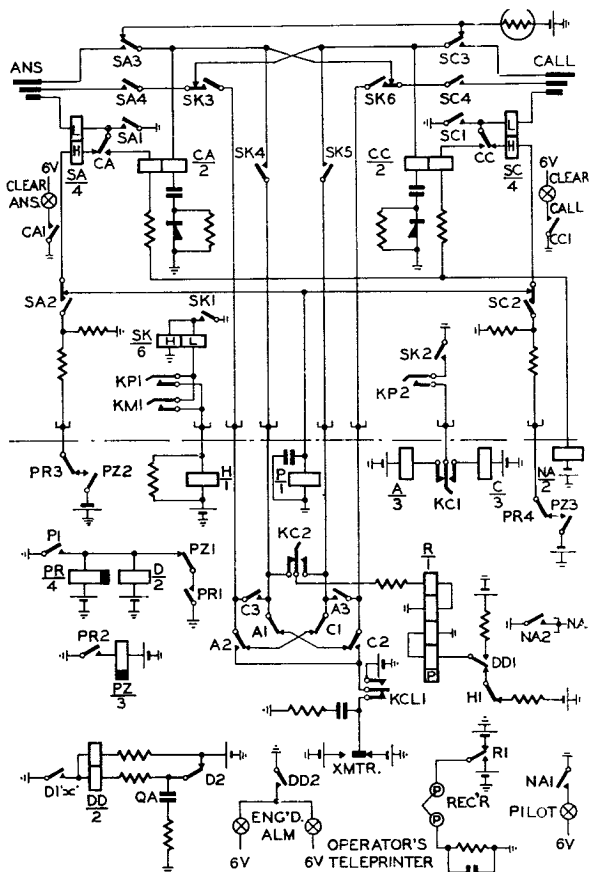 SA3
SC3
ANS
CALL
SA4
SK3
SK6
SC4
L
SA1
SC1
L
H
CA
SA/4
CA/2
SK4
SK5
CC/2
CC
H
SC/4
6V
CLEAR
ANS.
CA1
6V
CLEAR
CALL
CC1
SA2
SK1
SC2
SK/6
H
L
SK2
KP1
KP2
KM1
PR3
PZ2
H/1
P/1
A/3
KC1
C/3
NA/2
PR4
PZ3
P1
PZ1
KC2
R/1
PR/4
D/2
PR1
C3
A3
NA2
NA
A1
C1
A2
C2
DD1
PR2
PZ/3
P
KCL1
H1
XMTR.
D1'x'
DD/2
QA
D2
DD2
R1
NA1
P
P
REC'R
PILOT
ENG'D.
ALM
OPERATOR'S
TELEPRINTER
6V
6V
6V